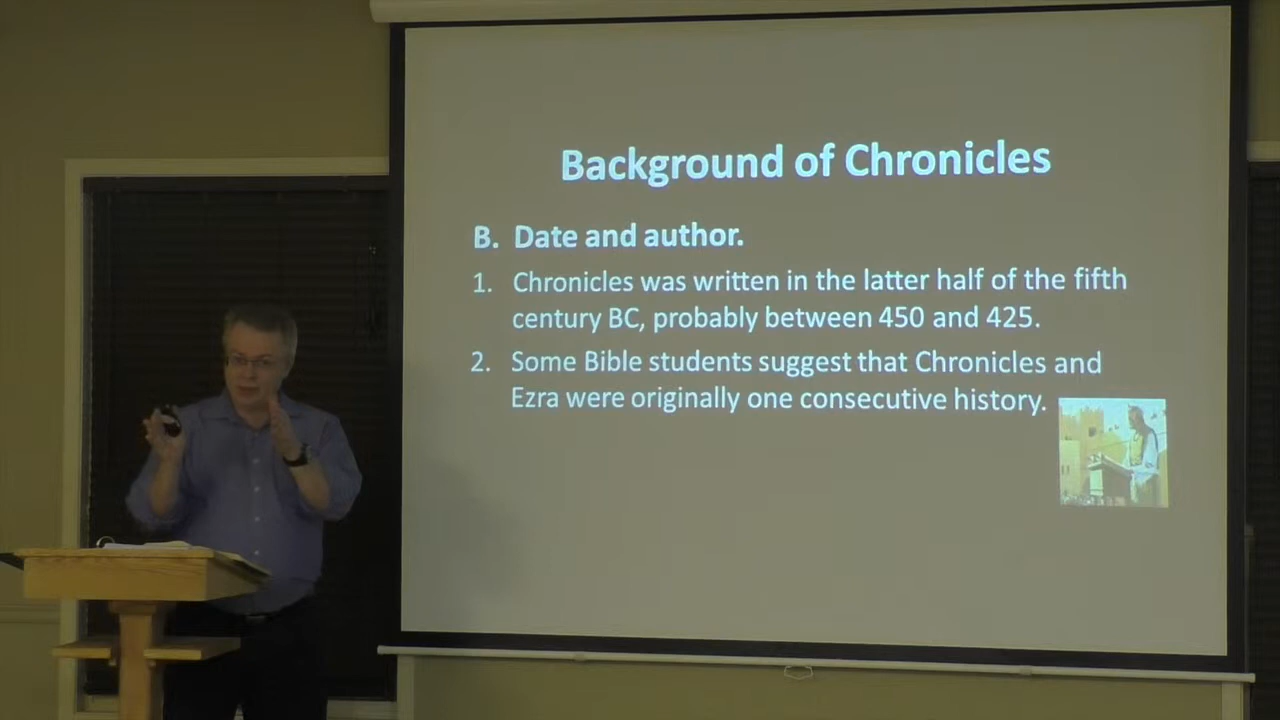 Background of Chronicles
B. Date and author.
1. Chronicles was written in the latter half of the fifth
century BC, probably between 450 and 425.
2. Some Bible students suggest that Chronicles and
Ezra were originally one consecutive history.